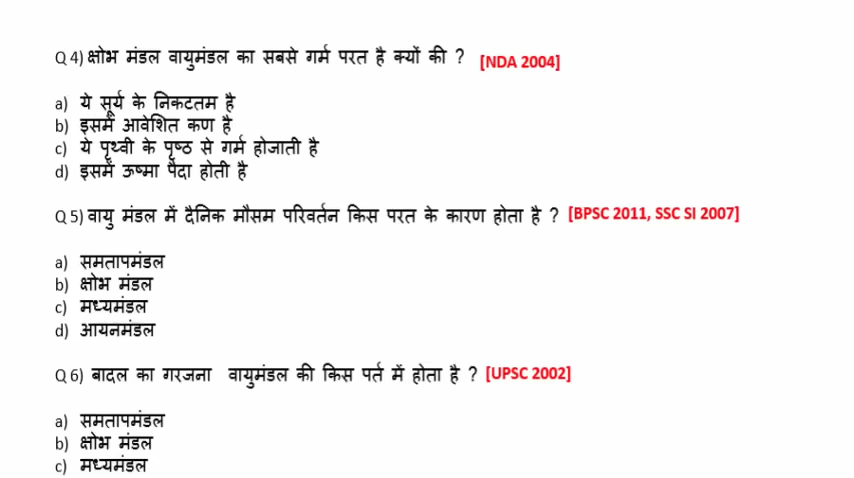 Q 4) क्षोभ मंडल वायुमंडल का सबसे गर्म परत है क्यों की ? [NDA 2004]
a) ये सूर्य के निकटतम है
b) इसमें आवेशित कण है
c) ये पृथ्वी के पृष्ठ से गर्म होजाती है
d) इसमें ऊष्मा पैदा होती है
Q 5) वायु मंडल में दैनिक मौसम परिवर्तन किस परत के कारण होता है ? [BPSC 2011, SSC SI 2007]
a) समतापमंडल
b) क्षोभ मंडल
c) मध्यमंडल
d) आयनमंडल
Q 6) बादल का गरजना वायुमंडल की किस पर्त में होता है ? [UPSC 2002]
a) समतापमंडल
b) क्षोभ मंडल
c) मध्यमंडल